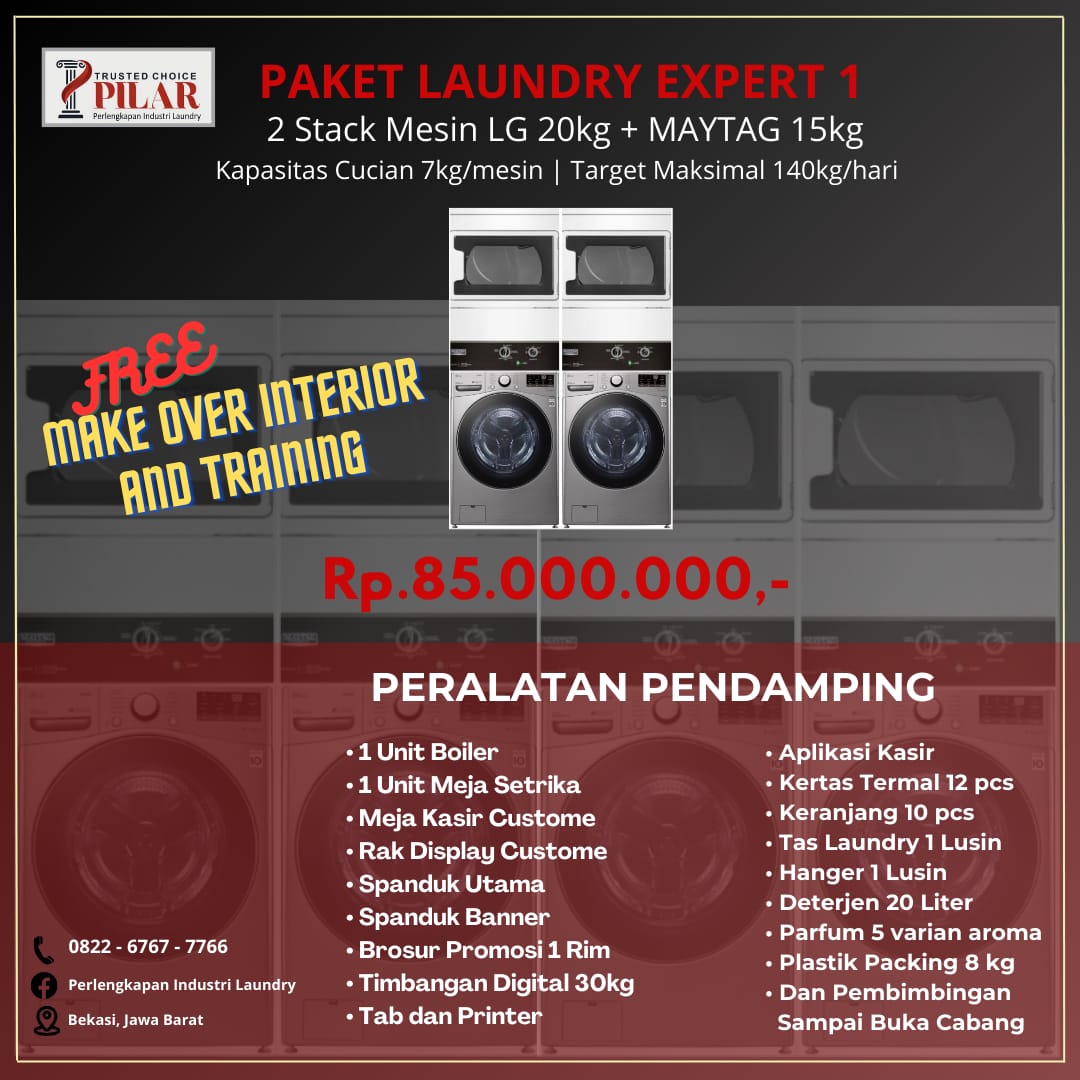 TRUSTED CHOICE
PILAR
Perlengkapan Industri Laundry
PAKET LAUNDRY EXPERT 1
2 Stack Mesin LG 20kg + MAYTAG 15kg
Kapasitas Cucian 7kg/mesin | Target Maksimal 140kg/hari
FREE
MAKE OVER INTERIOR
AND TRAINING
Rp.85.000.000,-
PERALATAN PENDAMPING
• 1 Unit Boiler
• 1 Unit Meja Setrika
• Meja Kasir Custome
• Rak Display Custome
• Spanduk Utama
• Spanduk Banner
• Brosur Promosi 1 Rim
• Timbangan Digital 30kg
• Tab dan Printer
• Aplikasi Kasir
• Kertas Termal 12 pcs
• Keranjang 10 pcs
• Tas Laundry 1 Lusin
• Hanger 1 Lusin
• Deterjen 20 Liter
• Parfum 5 varian aroma
• Plastik Packing 8 kg
• Dan Pembimbingan
Sampai Buka Cabang
0822 - 6767 - 7766
Perlengkapan Industri Laundry
Bekasi, Jawa Barat